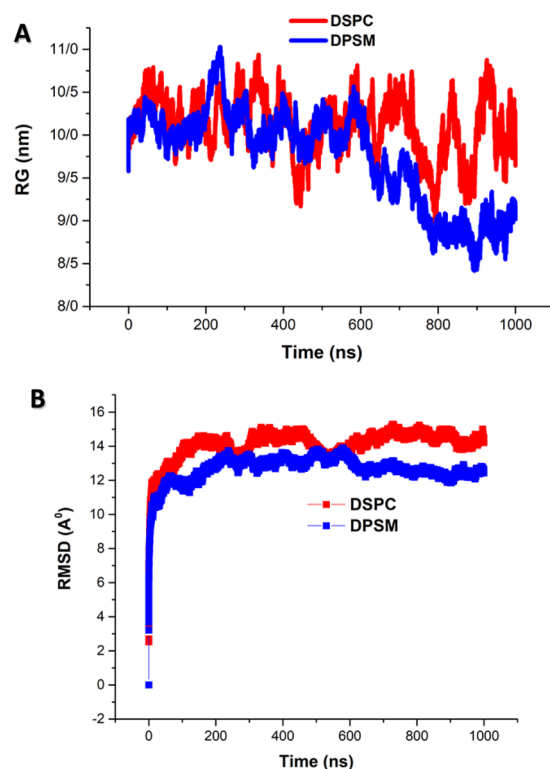 A
DSPC
DPSM
11/0
10/5
10/0
9/5
9/0
8/5
8/0
RG (nm)
0 200 400 600 800 1000
Time (ns)
B
16
14
12
10
8
6
4
2
0
-2
RMSD (A⁰)
DSPC
DPSM
0 200 400 600 800 1000
Time (ns)